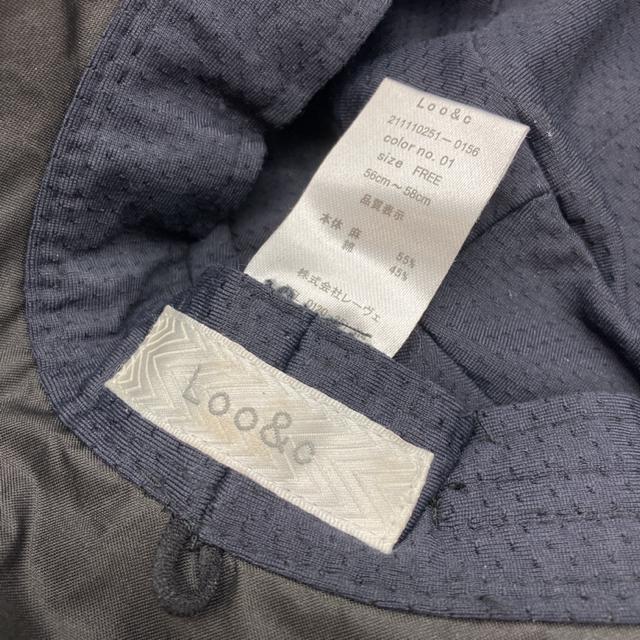 Loo&c
211110251-0156
color no. 01
size FREE
56cm~58cm
品質表示
本体 麻 55%
綿 45%
株式会社レーヴェ
0120
Loo&c